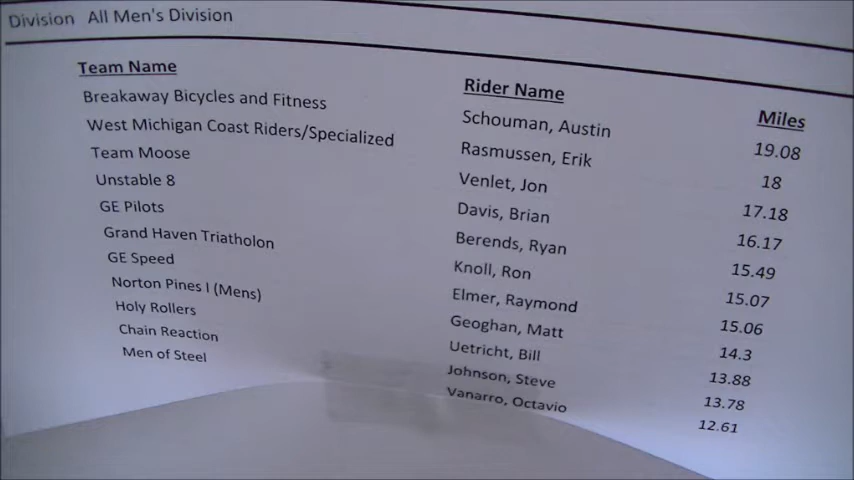 Division All Men's Division
Team Name Rider Name Miles
Breakaway Bicycles and Fitness Schouman, Austin 19.08
West Michigan Coast Riders/Specialized Rasmussen, Erik 18
Team Moose Venlet, Jon 17.18
Unstable 8 Davis, Brian 16.17
GE Pilots Berends, Ryan 15.49
Grand Haven Triatholon Knoll, Ron 15.07
GE Speed Elmer, Raymond 15.06
Norton Pines I (Mens) Geoghan, Matt 14.3
Holy Rollers Uetricht, Bill 13.88
Chain Reaction Johnson, Steve 13.78
Men of Steel Vanarro, Octavio 12.61